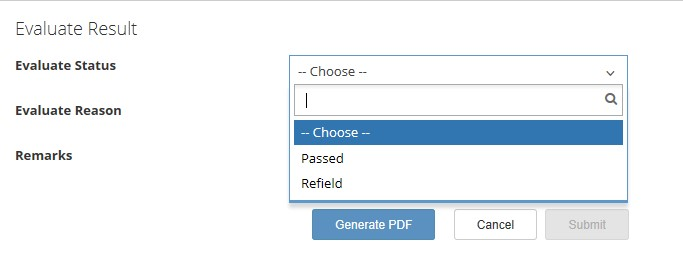 Evaluate Result
Evaluate Status
-- Choose --
Evaluate Reason
-- Choose --
Remarks
Passed
Refield
Generate PDF
Cancel
Submit